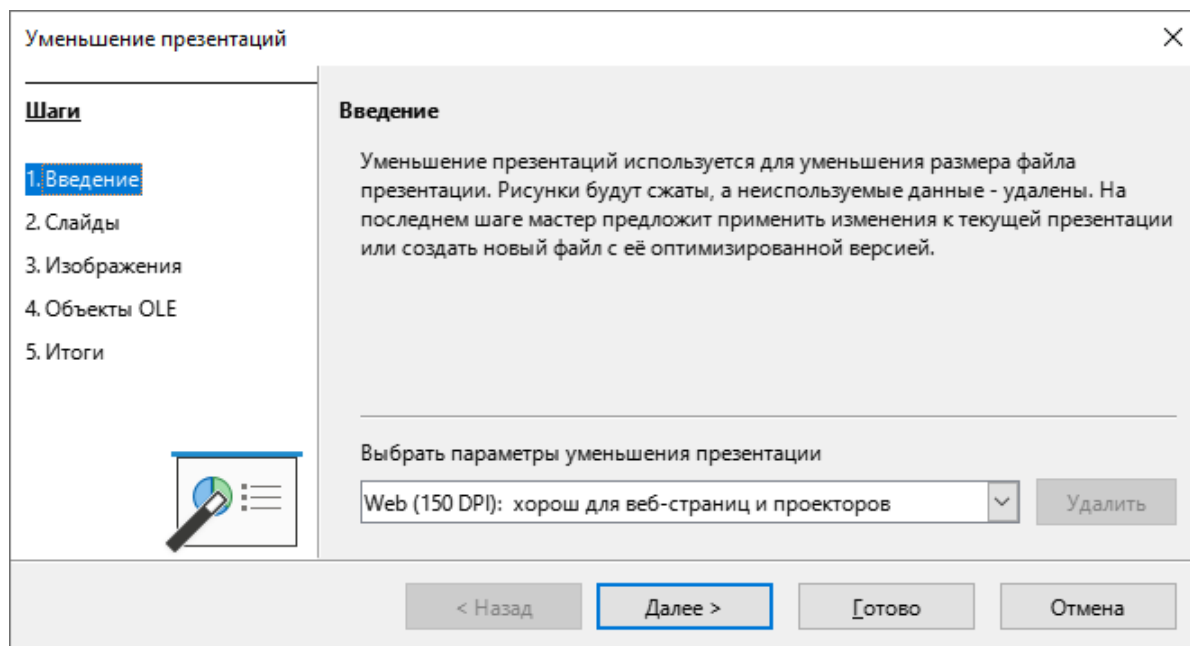 Уменьшение презентаций
Шаги
1. Введение
2. Слайды
3. Изображения
4. Объекты OLE
5. Итоги
Введение
Уменьшение презентаций используется для уменьшения размера файла
презентации. Рисунки будут сжаты, а неиспользуемые данные - удалены. На
последнем шаге мастер предложит применить изменения к текущей презентации
или создать новый файл с её оптимизированной версией.
Выбрать параметры уменьшения презентации
Web (150 DPI):  хорош для веб-страниц и проекторов
Удалить
< Назад
Далее >
Готово
Отмена